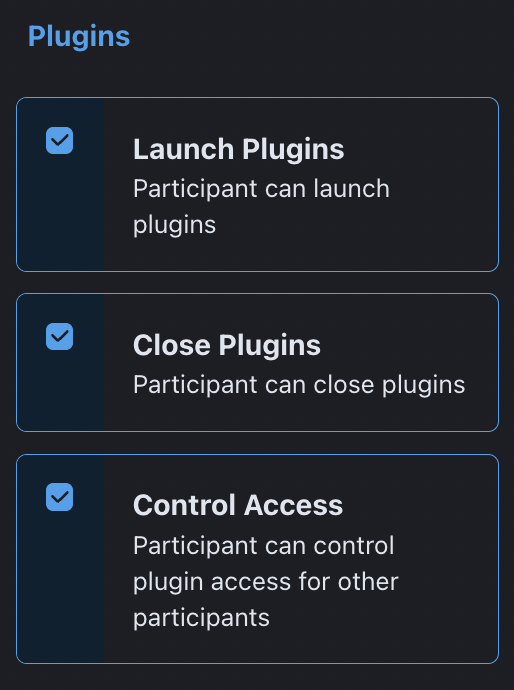 Plugins
Launch Plugins
Participant can launch
plugins
Close Plugins
Participant can close plugins
Control Access
Participant can control
plugin access for other
participants